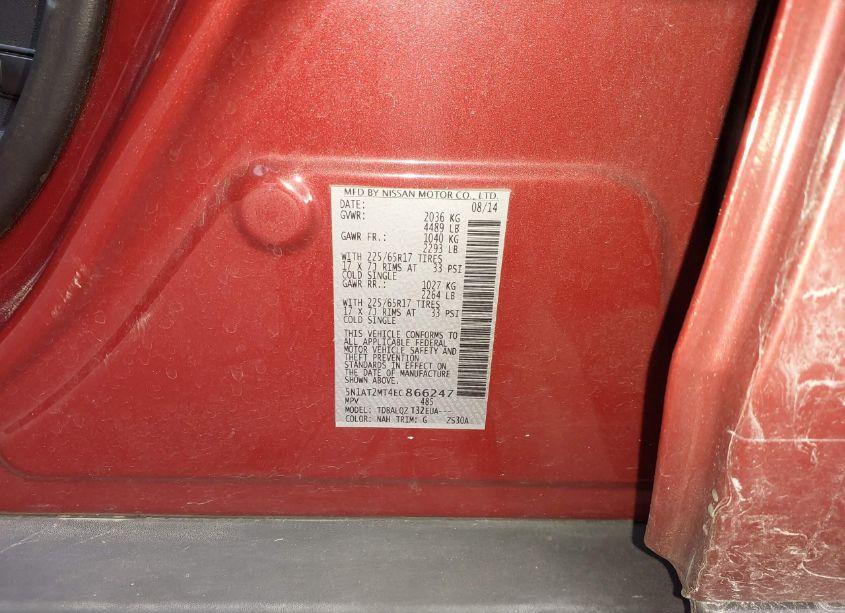 MFD BY NISSAN MOTOR CO., LTD.
DATE: 08/14
GVWR: 2036 KG
4489 LB
GAWR FR.: 1040 KG
2293 LB
WITH 225/65R17 TIRES
17 X 7J RIMS AT 33 PSI
COLD SINGLE
GAWR RR.: 1027 KG
2264 LB
WITH 225/65R17 TIRES
17 X 7J RIMS AT 33 PSI
COLD SINGLE
THIS VEHICLE CONFORMS TO
ALL APPLICABLE FEDERAL
MOTOR VEHICLE SAFETY AND
THEFT PREVENTION
STANDARDS IN EFFECT ON
THE DATE OF MANUFACTURE
SHOWN ABOVE.
5N1AT2MT4EC866247
MPV 485
MODEL: TDBALQZ T32EUA---
COLOR: NAH TRIM: G 2S30A